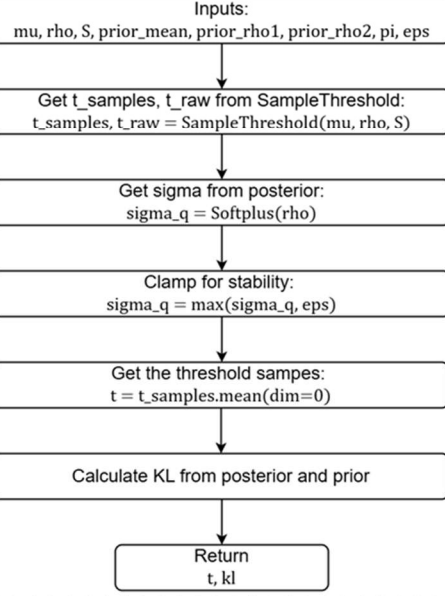 Inputs:
mu, rho, S, prior_mean, prior_rho1, prior_rho2, pi, eps
Get t_samples, t_raw from SampleThreshold:
t_samples, t_raw = SampleThreshold(mu, rho, S)
Get sigma from posterior:
sigma_q = Softplus(rho)
Clamp for stability:
sigma_q = max(sigma_q, eps)
Get the threshold sampes:
t = t_samples.mean(dim=0)
Calculate KL from posterior and prior
Return
t, kl